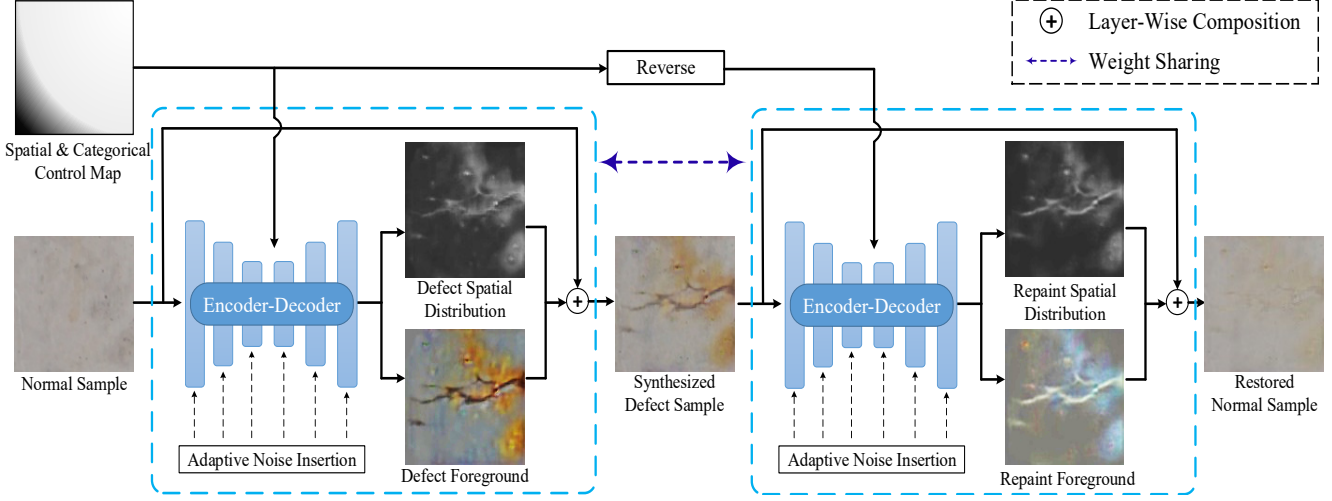 Layer-Wise Composition
Weight Sharing
Reverse
Spatial & Categorical
Control Map
Encoder-Decoder
Defect Spatial
Distribution
Normal Sample
Adaptive Noise Insertion
Defect Foreground
Synthesized
Defect Sample
Encoder-Decoder
Repaint Spatial
Distribution
Adaptive Noise Insertion
Repaint Foreground
Restored
Normal Sample